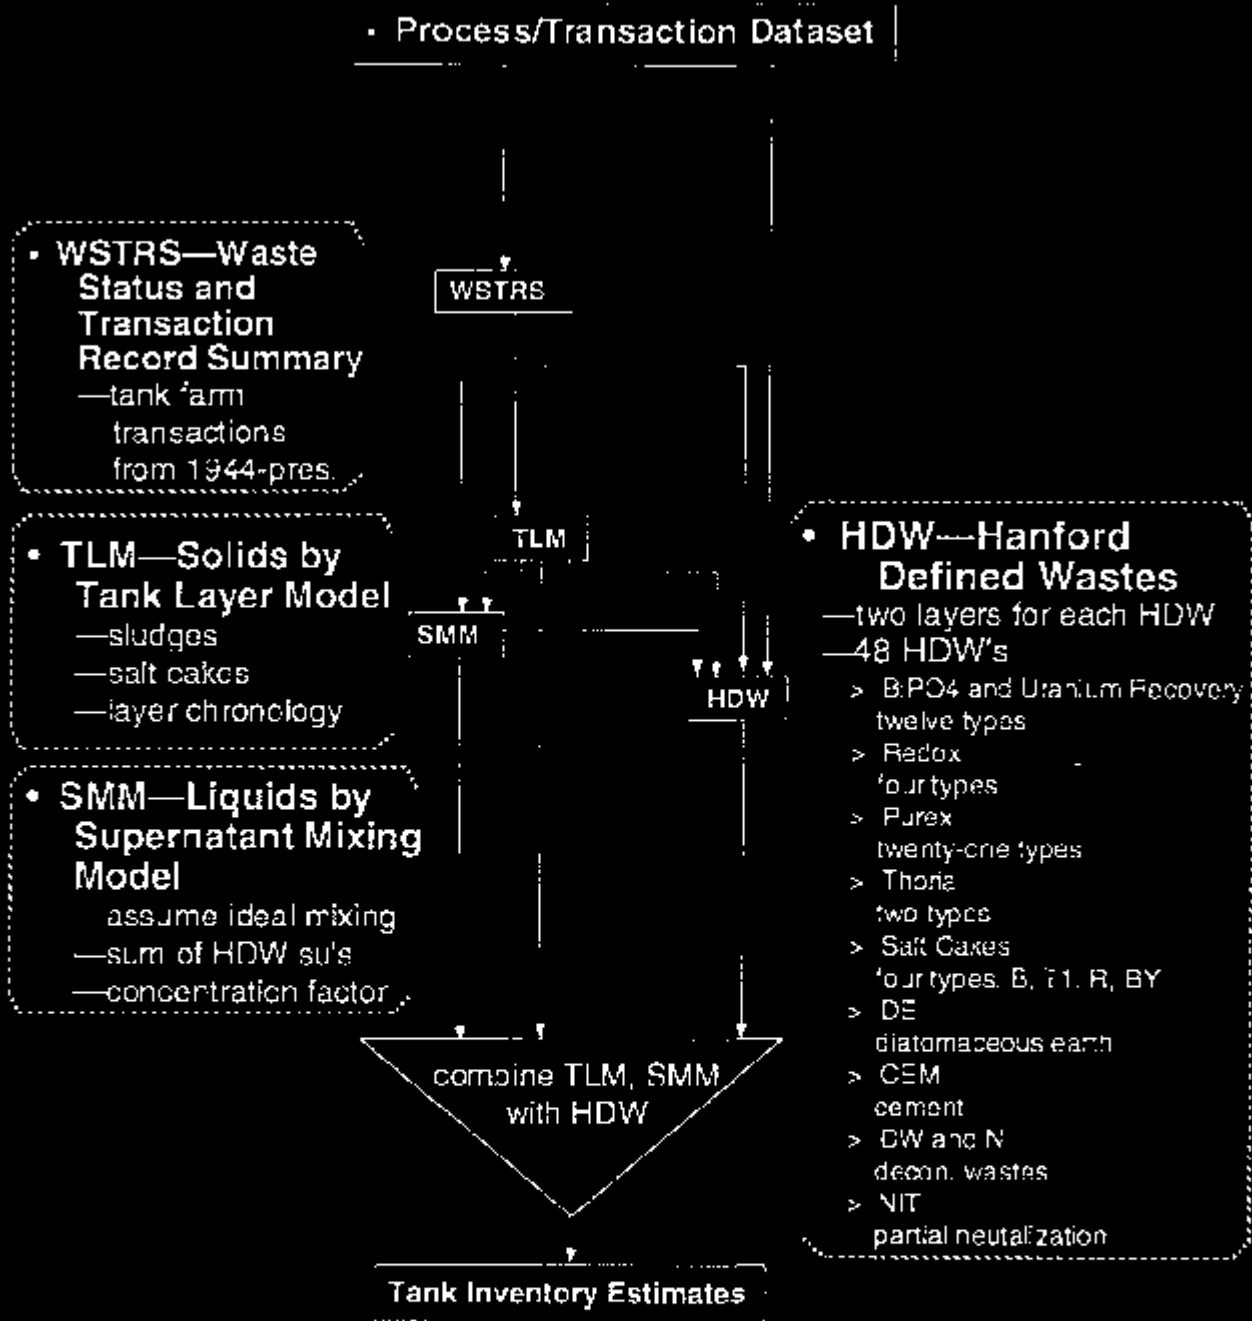 • Process/Transaction Dataset
• WSTRS—Waste
Status and
Transaction
Record Summary
—tank farm
transactions
from 1944-pres.
WSTRS
• TLM—Solids by
Tank Layer Model
—sludges
—salt cakes
—layer chronology
TLM
SMM
HDW
• SMM—Liquids by
Supernatant Mixing
Model
assume ideal mixing
—sum of HDW su's
—concentration factor
• HDW—Hanford
Defined Wastes
—two layers for each HDW
—48 HDW's
> BiPO4 and Uranium Recovery
twelve types
> Redox
four types
> Purex
twenty-one types
> Thoria
two types
> Salt Cakes
four types. B, T1. R, BY
> DE
diatomaceous earth
> CEM
cement
> and N
decon. wastes
> NIT
partial neutalization
combine TLM, SMM
with HDW
Tank Inventory Estimates